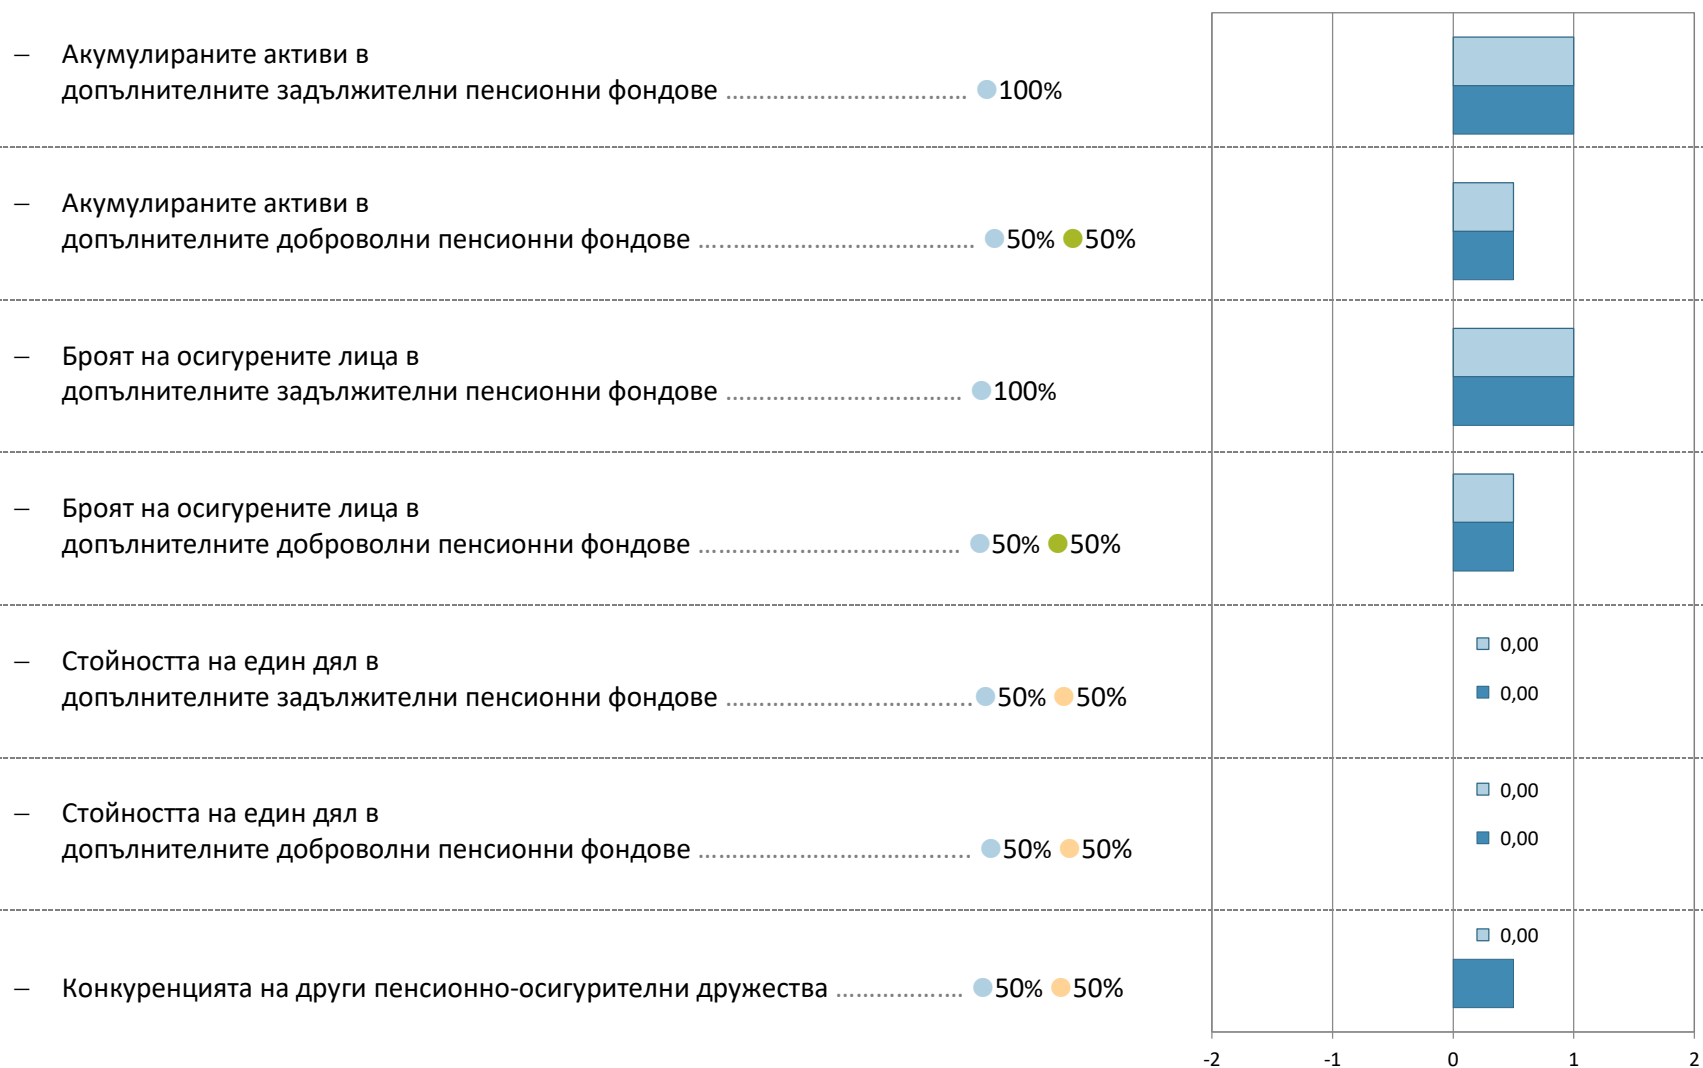 – Акумулираните активи в
допълнителните задължителни пенсионни фондове ................................... 100%
– Акумулираните активи в
допълнителните доброволни пенсионни фондове ........................................ 50% 50%
– Броят на осигурените лица в
допълнителните задължителни пенсионни фондове .................................. 100%
– Броят на осигурените лица в
допълнителните доброволни пенсионни фондове ...................................... 50% 50%
– Стойността на един дял в
допълнителните задължителни пенсионни фондове .................................... 50% 50%
0,00
0,00
– Стойността на един дял в
допълнителните доброволни пенсионни фондове ........................................ 50% 50%
0,00
0,00
– Конкуренцията на други пенсионно-осигурителни дружества ................... 50% 50%
0,00
-2 -1 0 1 2